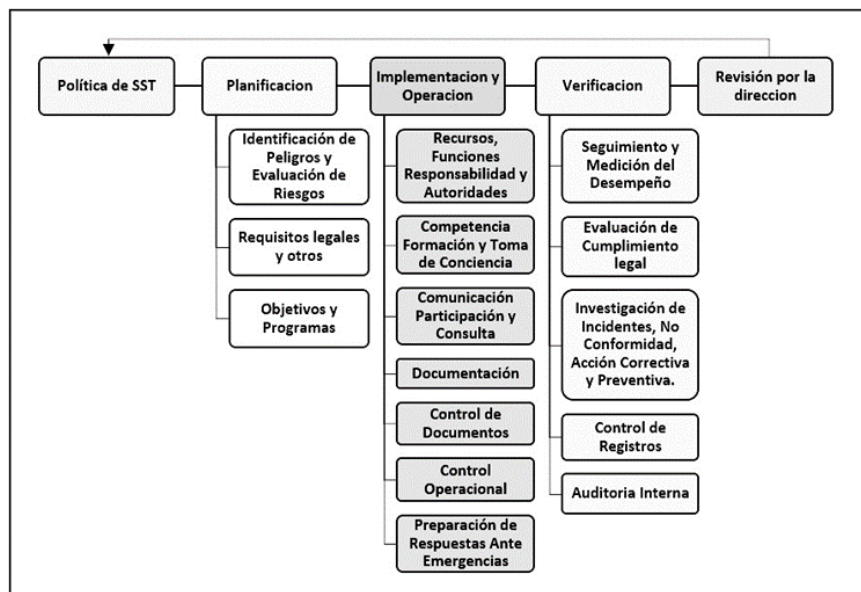 Política de SST
Planificacion
Implementacion y
Operacion
Verificacion
Revisión por la
direccion
Identificación de
Peligros y
Evaluación de
Riesgos
Requisitos legales
y otros
Objetivos y
Programas
Recursos,
Funciones
Responsabilidad y
Autoridades
Competencia
Formación y Toma
de Conciencia
Comunicación
Participación y
Consulta
Documentación
Control de
Documentos
Control
Operacional
Preparación de
Respuestas Ante
Emergencias
Seguimiento y
Medición del
Desempeño
Evaluación de
Cumplimiento
legal
Investigación de
Incidentes, No
Conformidad,
Acción Correctiva
y Preventiva.
Control de
Registros
Auditoria Interna